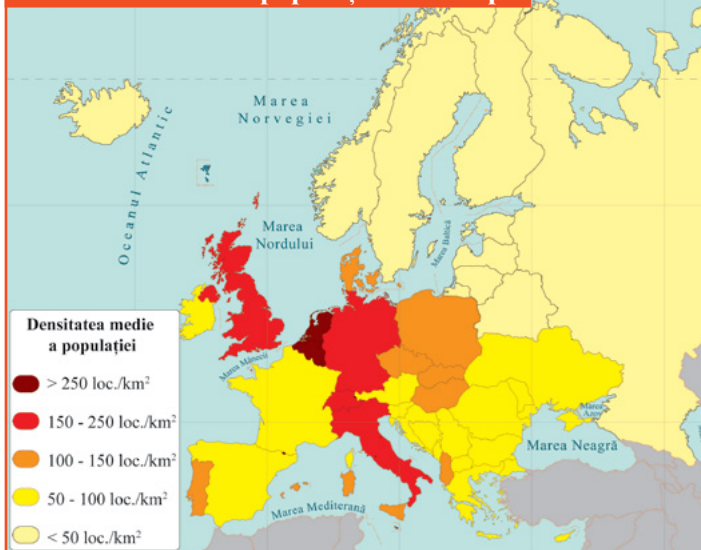 Marea
Norvegiei
Oceanul Atlantic
Marea
Nordului
Marea Baltică
Densitatea medie
a populației
> 250 loc./km²
150 - 250 loc./km²
100 - 150 loc./km²
50 - 100 loc./km²
< 50 loc./km²
Marea Mânecii
Marea
Azov
Marea Neagră
Marea Mediterană